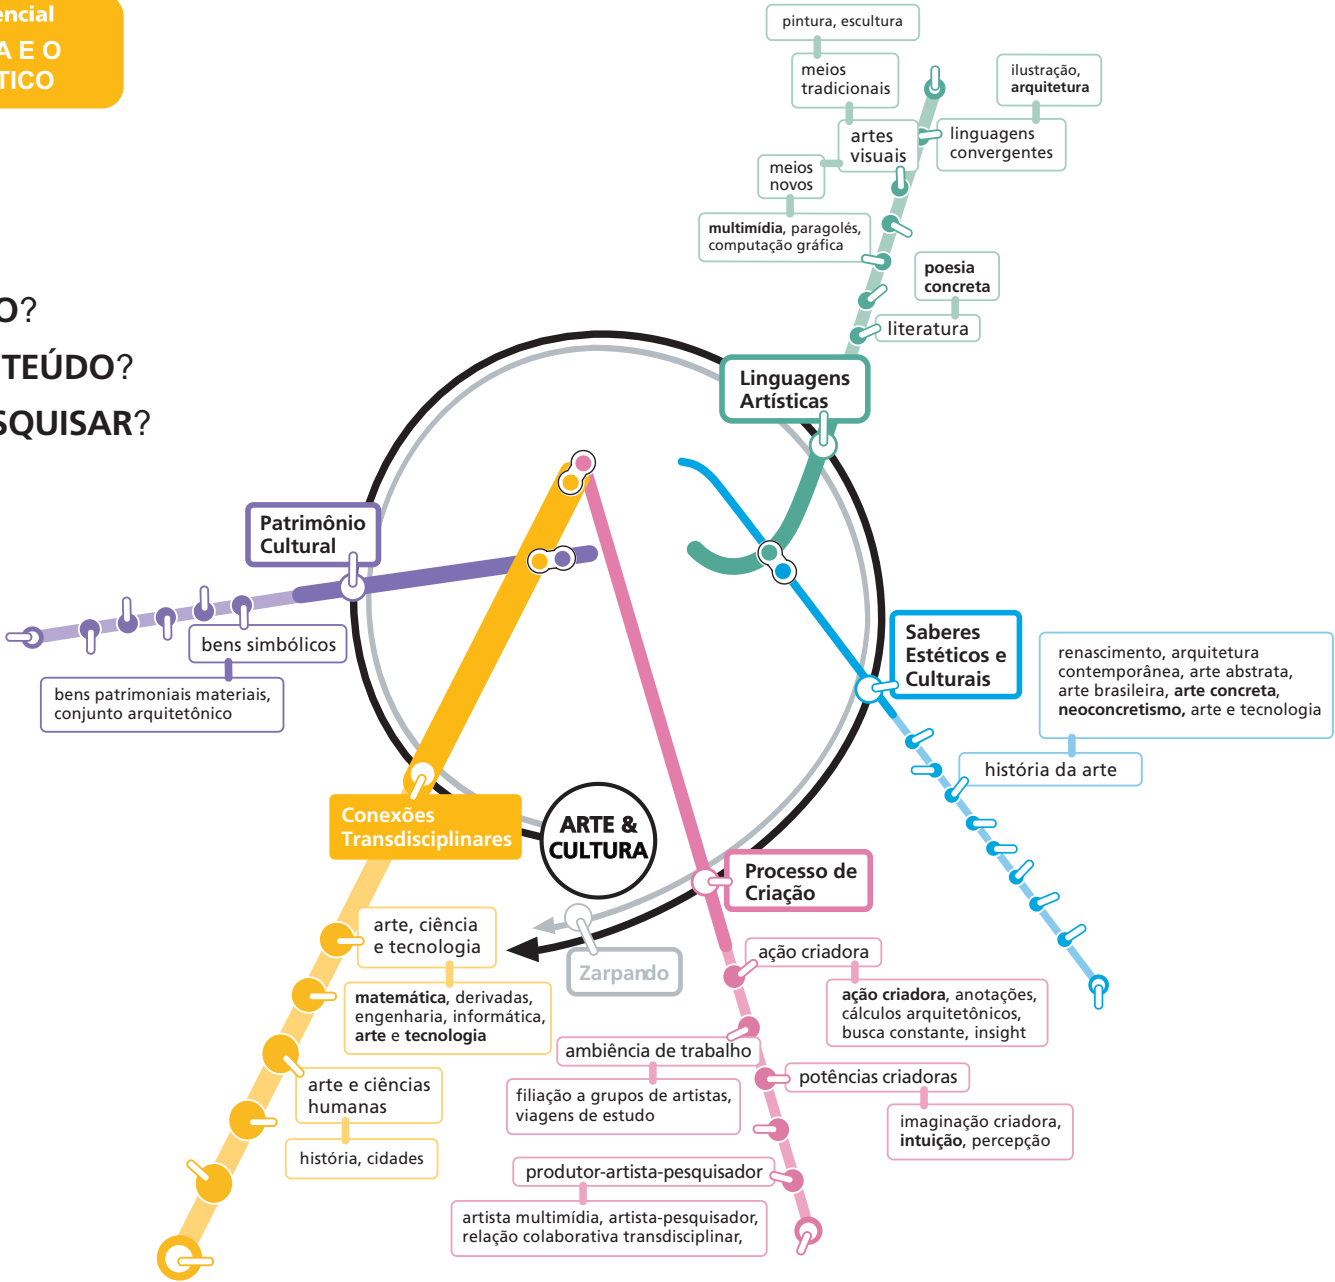 encial
A E O
TICO
O?
TEÚDO?
SQUISAR?
pintura, escultura
meios
tradicionais
ilustração,
arquitetura
artes
visuais
linguagens
convergentes
meios
novos
multimídia, paragolés,
computação gráfica
poesia
concreta
literatura
Linguagens
Artísticas
Patrimônio
Cultural
bens simbólicos
bens patrimoniais materiais,
conjunto arquitetônico
Saberes
Estéticos e
Culturais
renascimento, arquitetura
contemporânea, arte abstrata,
arte brasileira, arte concreta,
neoconcretismo, arte e tecnologia
história da arte
Conexões
Transdisciplinares
ARTE &
CULTURA
Processo de
Criação
Zarpando
arte, ciência
e tecnologia
matemática, derivadas,
engenharia, informática,
arte e tecnologia
arte e ciências
humanas
história, cidades
ação criadora
ação criadora, anotações,
cálculos arquitetônicos,
busca constante, insight
ambiência de trabalho
filiação a grupos de artistas,
viagens de estudo
potências criadoras
imaginação criadora,
intuição, percepção
produtor-artista-pesquisador
artista multimídia, artista-pesquisador,
relação colaborativa transdisciplinar,